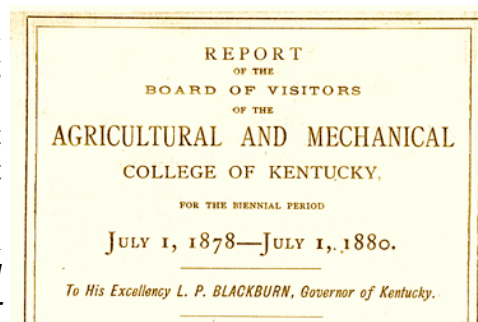 REPORT
OF THE
BOARD OF VISITORS
OF THE
AGRICULTURAL AND MECHANICAL
COLLEGE OF KENTUCKY,
FOR THE BIENNIAL PERIOD
JULY 1, 1878—JULY 1, 1880.
To His Excellency L. P. BLACKBURN, Governor of Kentucky.